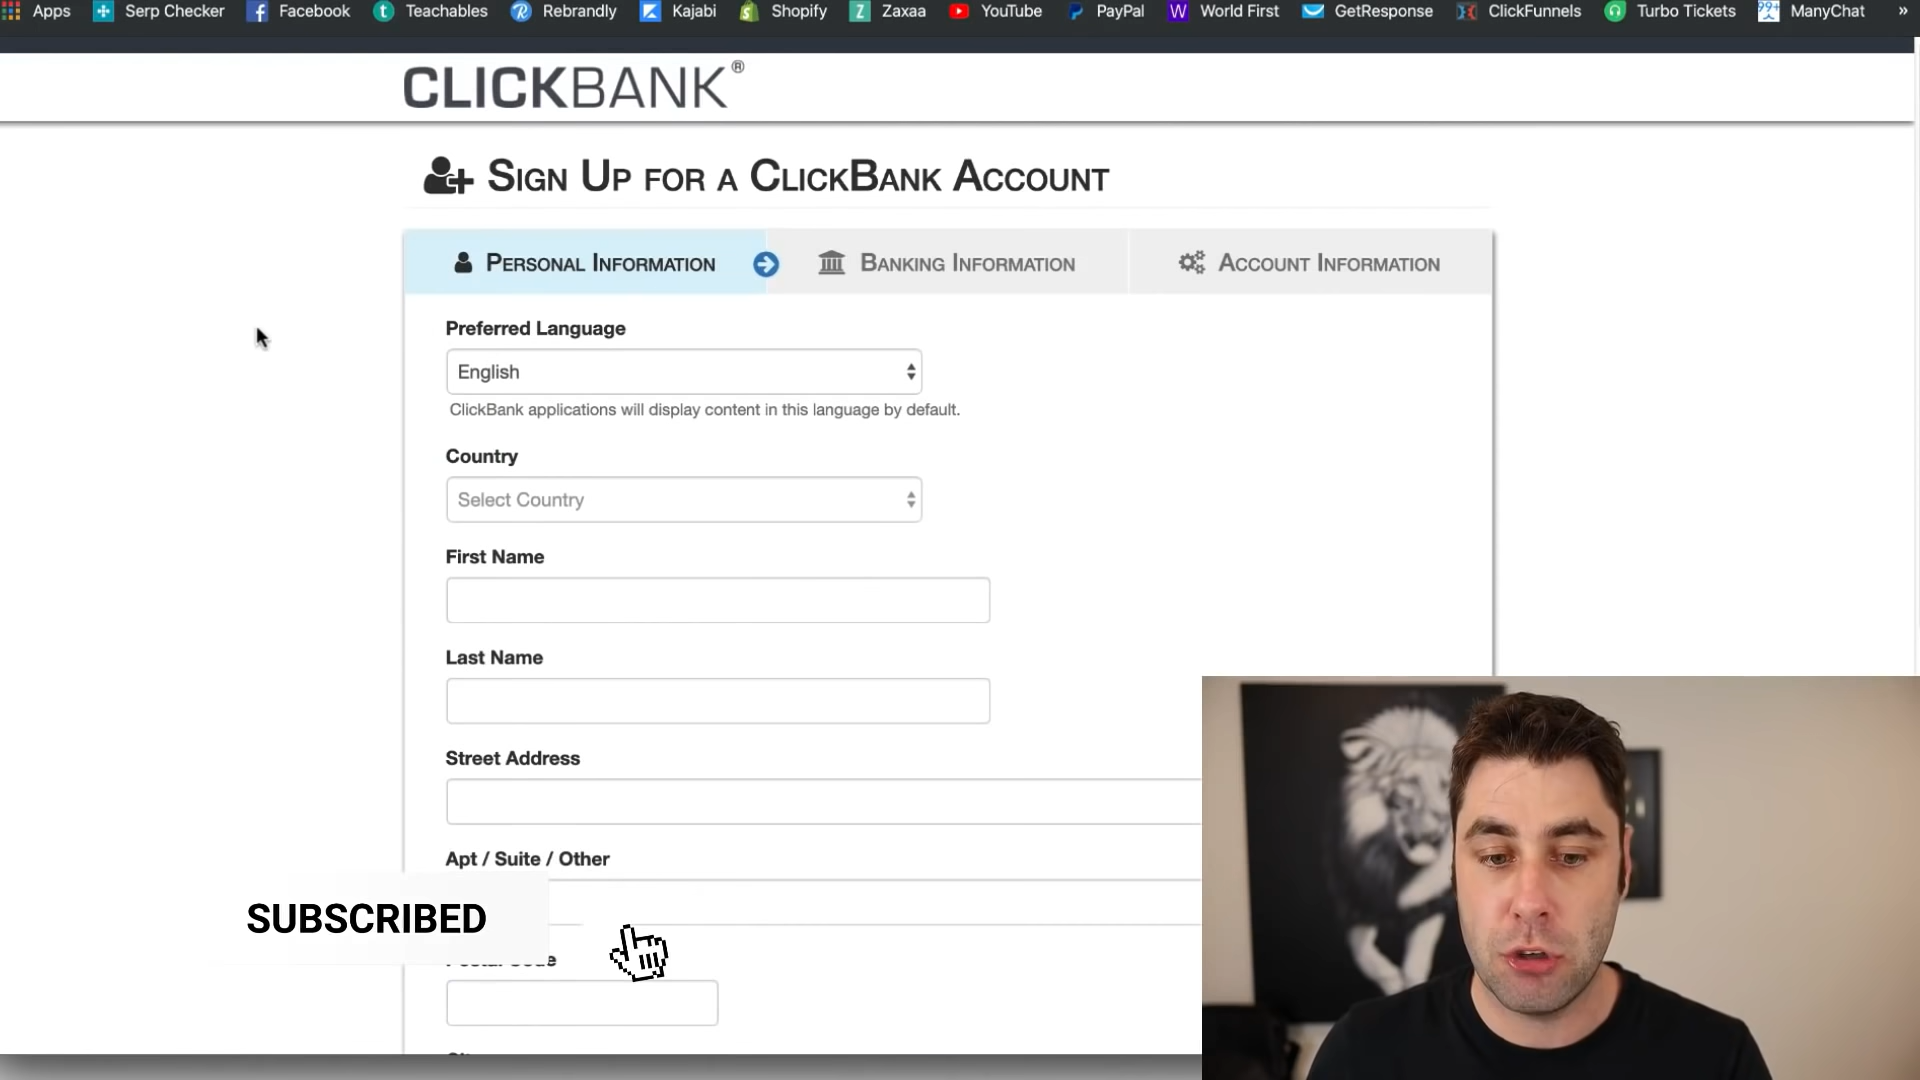 Apps Serp Checker Facebook Teachables Rebrandly Kajabi Shopify Zaxaa YouTube PayPal World First GetResponse ClickFunnels Turbo Tickets ManyChat »
CLICKBANK®
Sign Up for a ClickBank Account
Personal Information Banking Information Account Information
Preferred Language
English
ClickBank applications will display content in this language by default.
Country
Select Country
First Name
Last Name
Street Address
Apt / Suite / Other
SUBSCRIBED